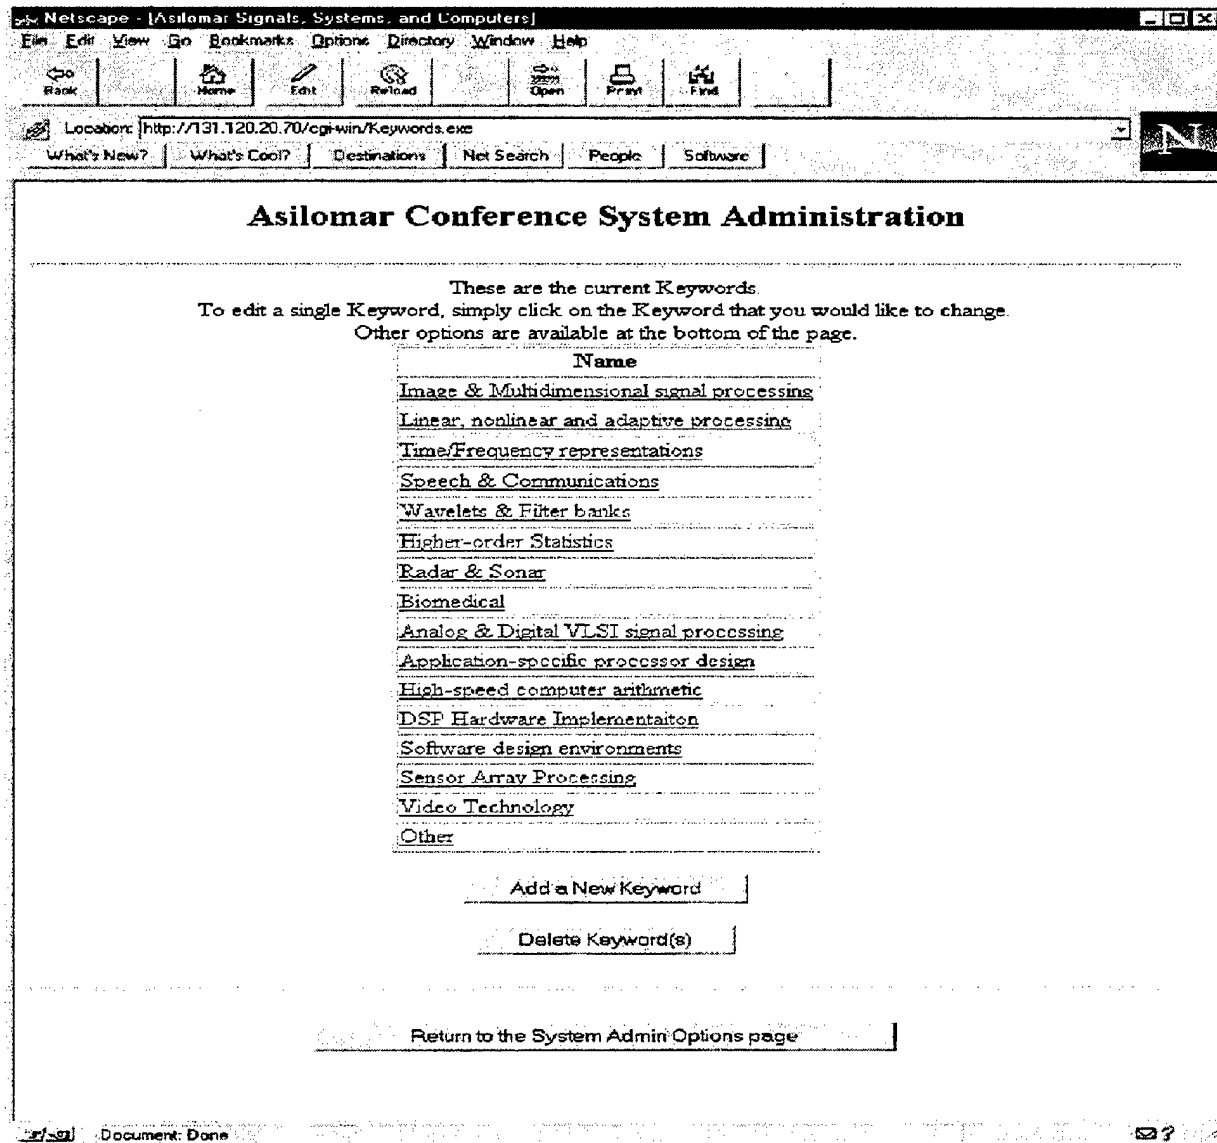 Netscape - [Asilomar Signals, Systems, and Computers]
File Edit View Go Bookmarks Options Directory Window Help
Back Home Edit Reload Open Print Find
Location: http://131.120.20.70/cgi-win/Keywords.exe
N
What's New? What's Cool? Destinations Net Search People Software
Asilomar Conference System Administration
These are the current Keywords.
To edit a single Keyword, simply click on the Keyword that you would like to change.
Other options are available at the bottom of the page.
Name
Image & Multidimensional signal processing
Linear, nonlinear and adaptive processing
Time/Frequency representations
Speech & Communications
Wavelets & Filter banks
Higher-order Statistics
Radar & Sonar
Biomedical
Analog & Digital VLSI signal processing
Application-specific processor design
High-speed computer arithmetic
DSP Hardware Implementaiton
Software design environments
Sensor Array Processing
Video Technology
Other
Add a New Keyword
Delete Keyword(s)
Return to the System Admin Options page
Document: Done
?